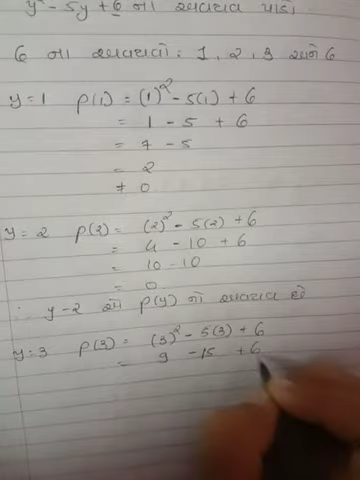 y² - 5y + 6 ના અવયવ પાડો.
6 ના અવયવો : 1, 2, 3 અને 6
y = 1 p(1) = (1)² - 5(1) + 6
= 1 - 5 + 6
= 7 - 5
= 2
≠ 0
y = 2 p(2) = (2)² - 5(2) + 6
= 4 - 10 + 6
= 10 - 10
= 0
∴ y - 2 એ p(y) નો અવયવ છે
y = 3 p(3) = (3)² - 5(3) + 6
= 9 - 15 + 6